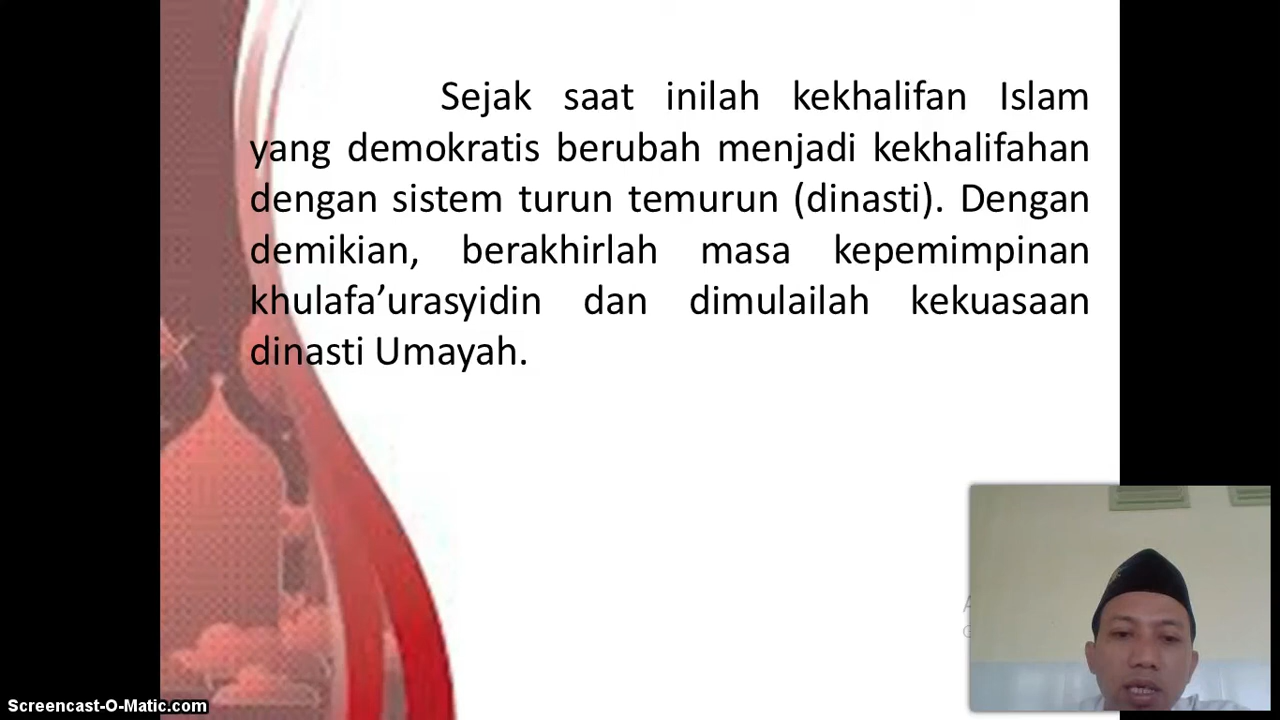 Sejak saat inilah kekhalifan Islam
yang demokratis berubah menjadi kekhalifahan
dengan sistem turun temurun (dinasti). Dengan
demikian, berakhirlah masa kepemimpinan
khulafa’urasyidin dan dimulailah kekuasaan
dinasti Umayah.
Screencast-O-Matic.com